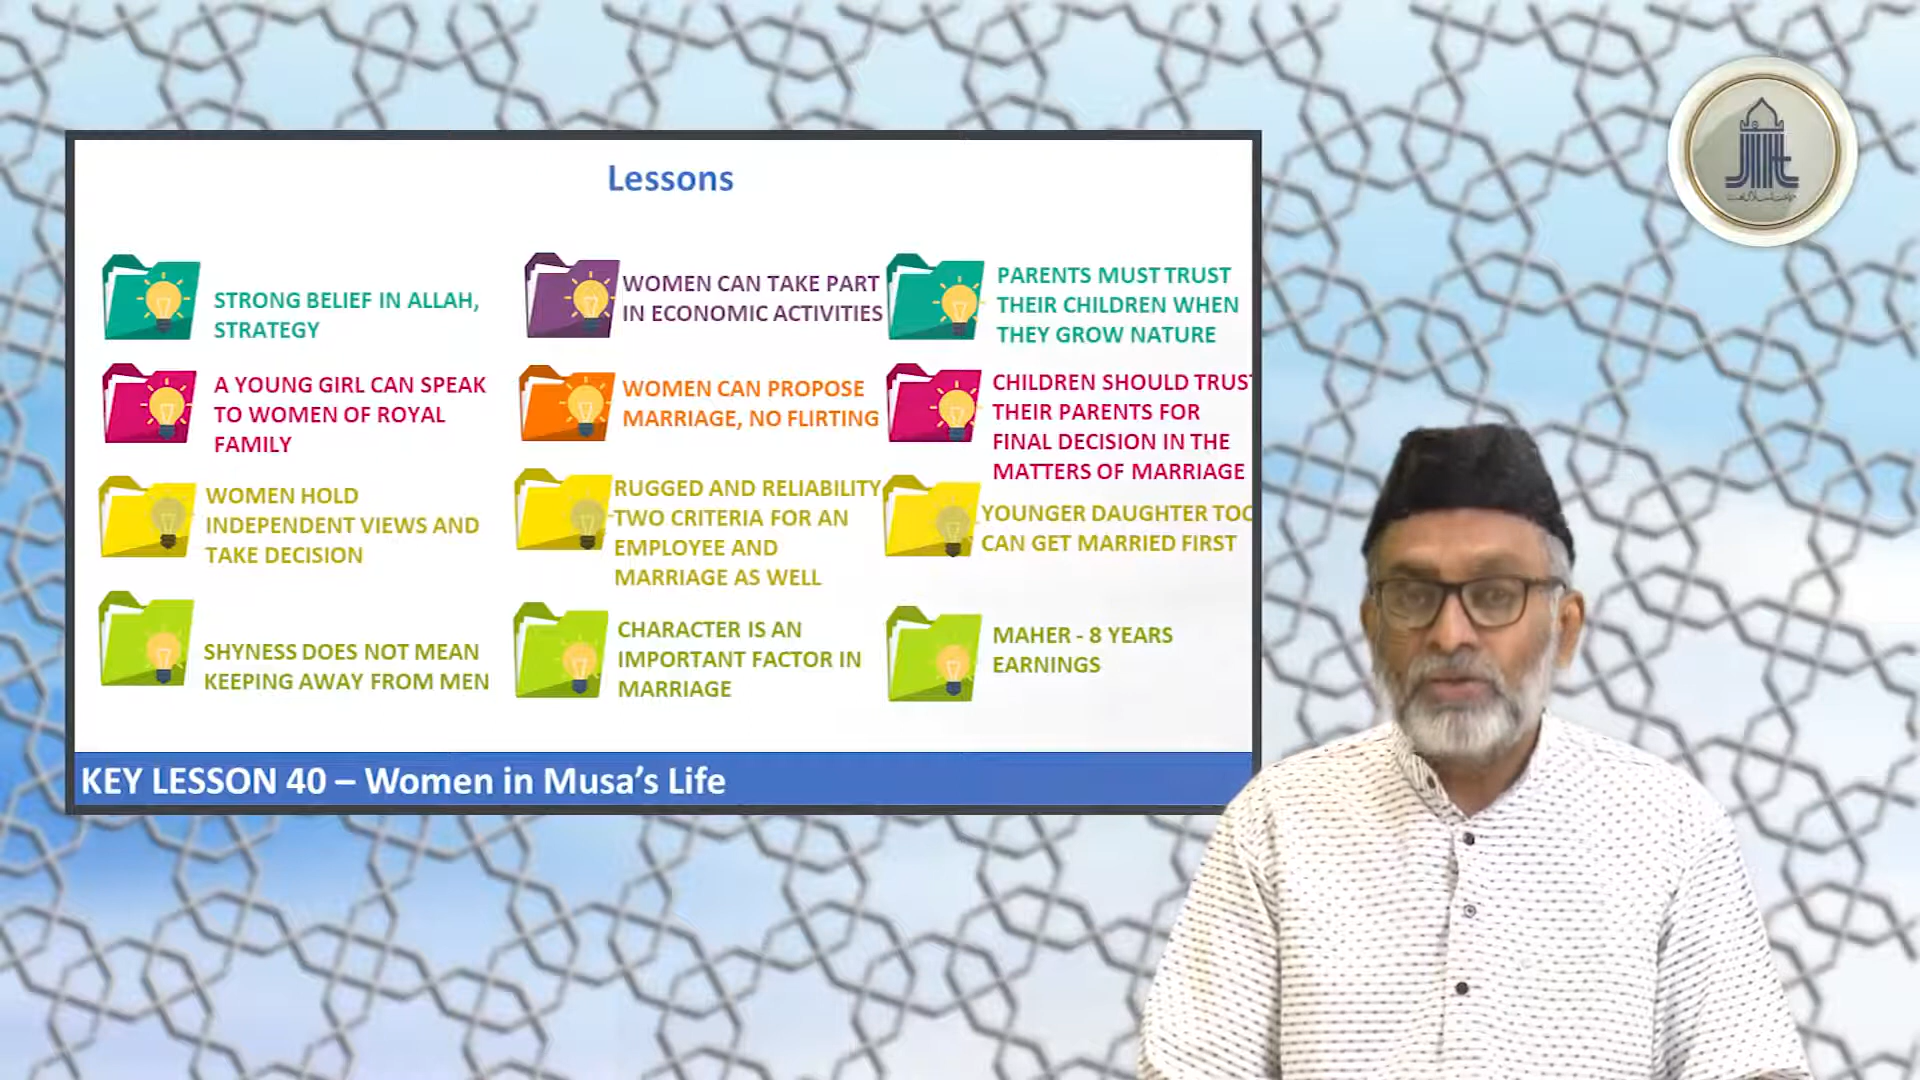 Lessons
STRONG BELIEF IN ALLAH,
STRATEGY
A YOUNG GIRL CAN SPEAK
TO WOMEN OF ROYAL
FAMILY
WOMEN HOLD
INDEPENDENT VIEWS AND
TAKE DECISION
SHYNESS DOES NOT MEAN
KEEPING AWAY FROM MEN
WOMEN CAN TAKE PART
IN ECONOMIC ACTIVITIES
WOMEN CAN PROPOSE
MARRIAGE, NO FLIRTING
RUGGED AND RELIABILITY
TWO CRITERIA FOR AN
EMPLOYEE AND
MARRIAGE AS WELL
CHARACTER IS AN
IMPORTANT FACTOR IN
MARRIAGE
PARENTS MUST TRUST
THEIR CHILDREN WHEN
THEY GROW NATURE
CHILDREN SHOULD TRUST
THEIR PARENTS FOR
FINAL DECISION IN THE
MATTERS OF MARRIAGE
YOUNGER DAUGHTER TOO
CAN GET MARRIED FIRST
MAHER - 8 YEARS
EARNINGS
KEY LESSON 40 – Women in Musa's Life